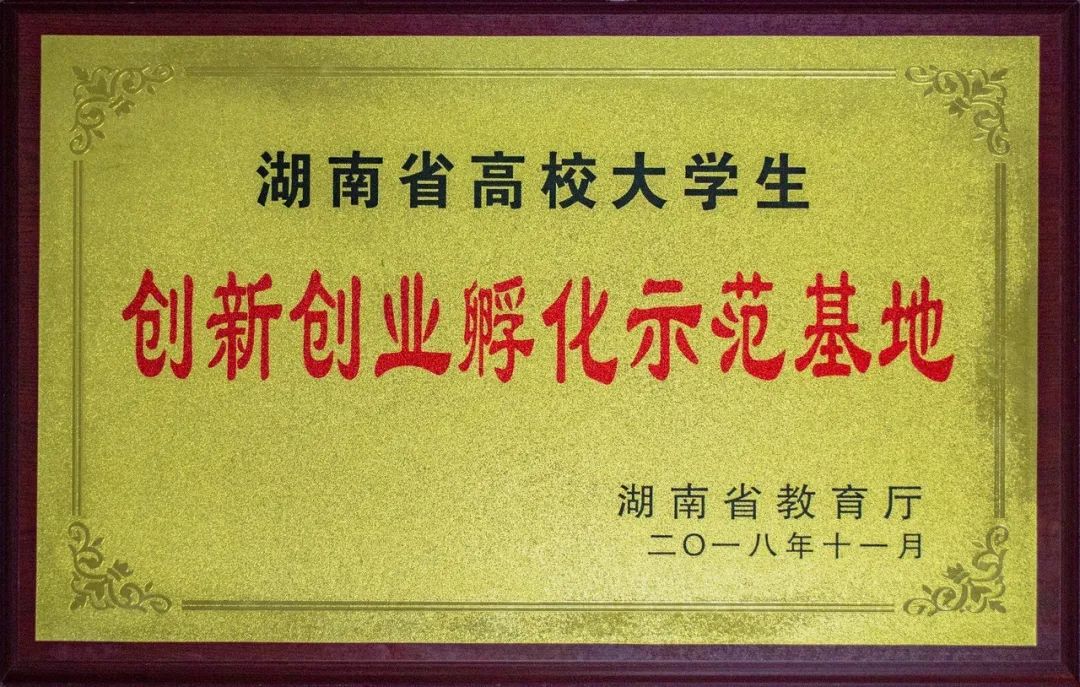 湖南省高校大学生
创新创业孵化示范基地
湖南省教育厅
二〇一八年十一月